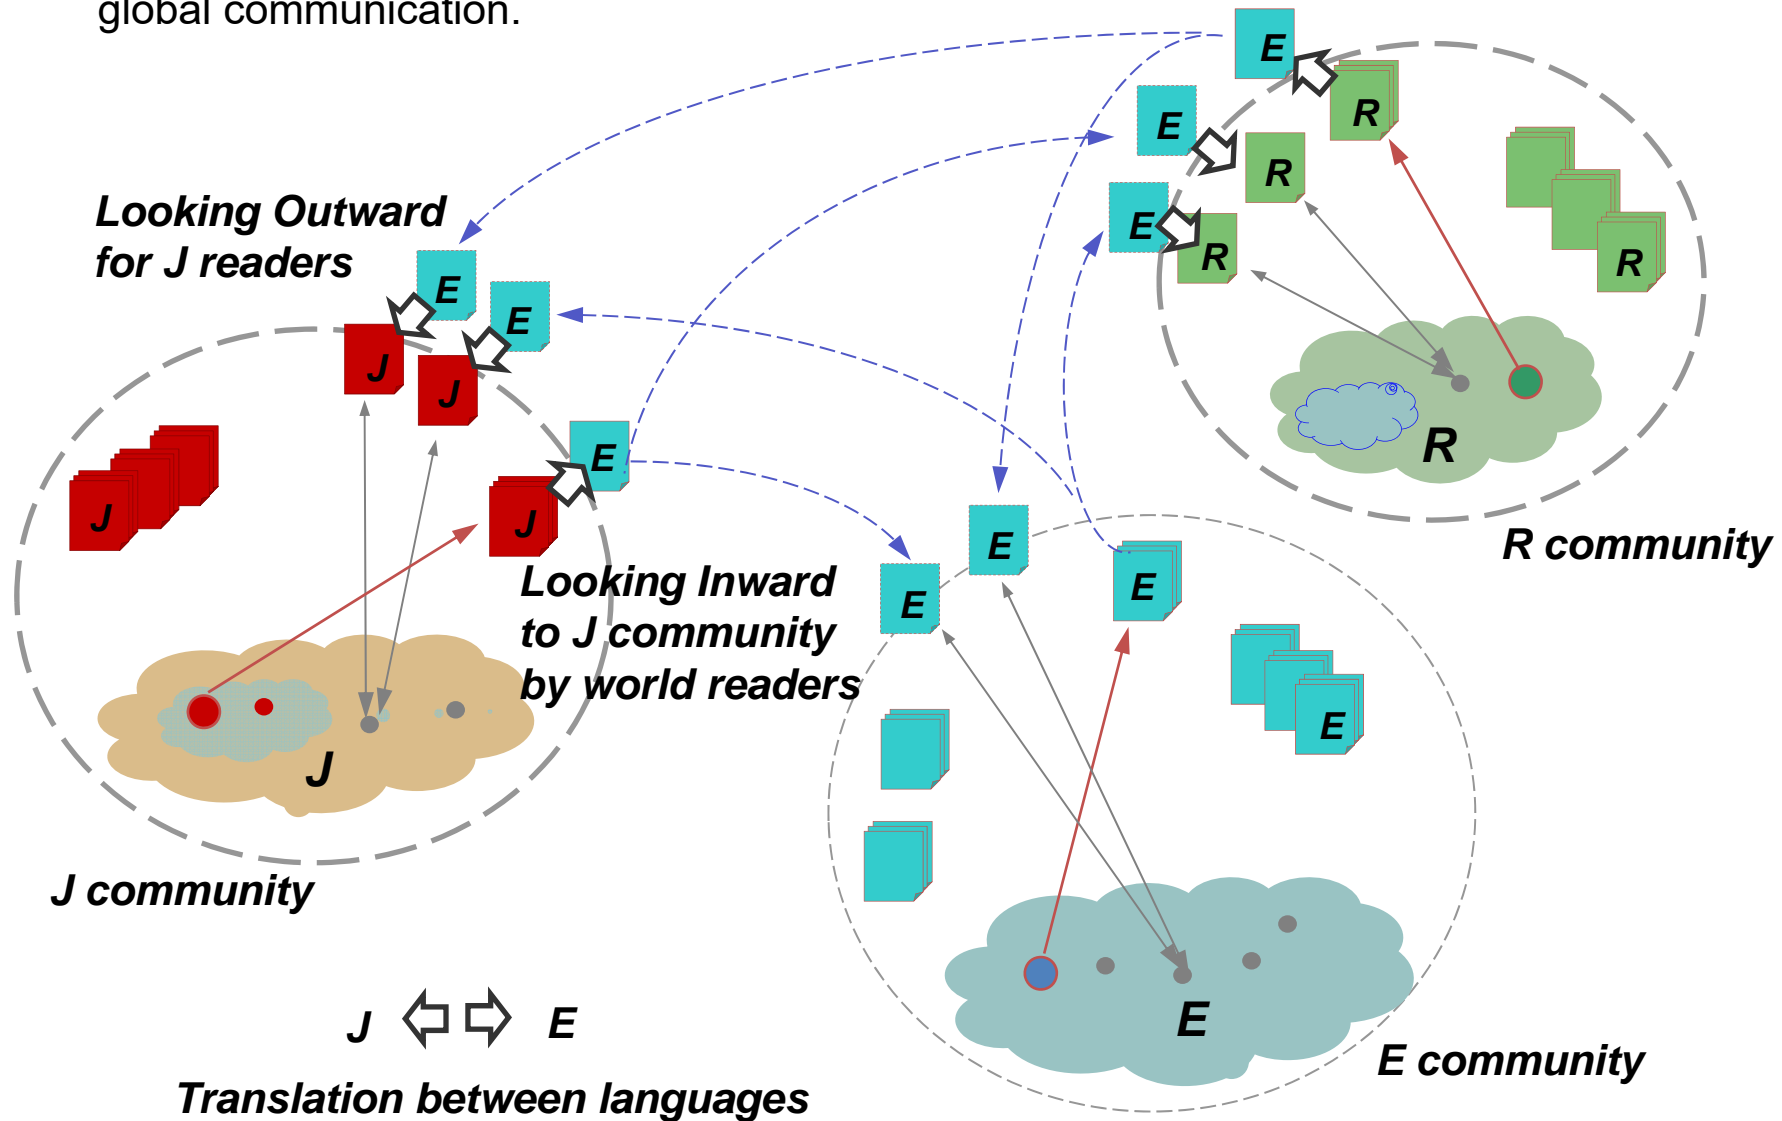 global communication.
E
E
R
R
E
R
R
Looking Outward
for J readers
E
E
J
J
E
J
J
R
R community
E
E
E
Looking Inward
to J community
by world readers
E
J
J community
E
E community
J
E
Translation between languages